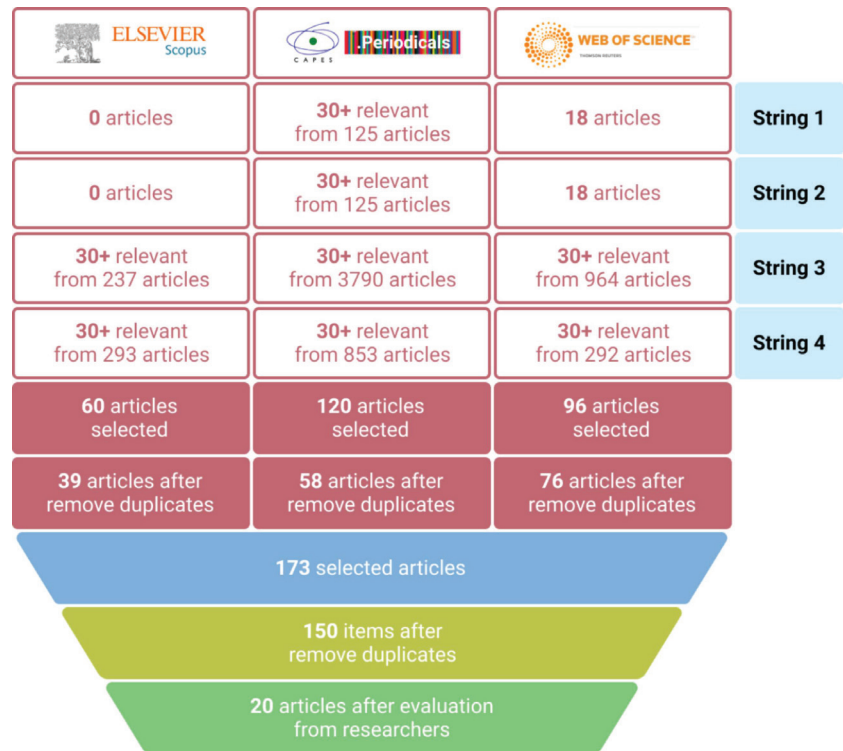 ELSEVIER
Scopus
CAPES
.Periodicals
WEB OF SCIENCE™
THOMSON REUTERS
0 articles
30+ relevant
from 125 articles
18 articles
String 1
0 articles
30+ relevant
from 125 articles
18 articles
String 2
30+ relevant
from 237 articles
30+ relevant
from 3790 articles
30+ relevant
from 964 articles
String 3
30+ relevant
from 293 articles
30+ relevant
from 853 articles
30+ relevant
from 292 articles
String 4
60 articles
selected
120 articles
selected
96 articles
selected
39 articles after
remove duplicates
58 articles after
remove duplicates
76 articles after
remove duplicates
173 selected articles
150 items after
remove duplicates
20 articles after evaluation
from researchers